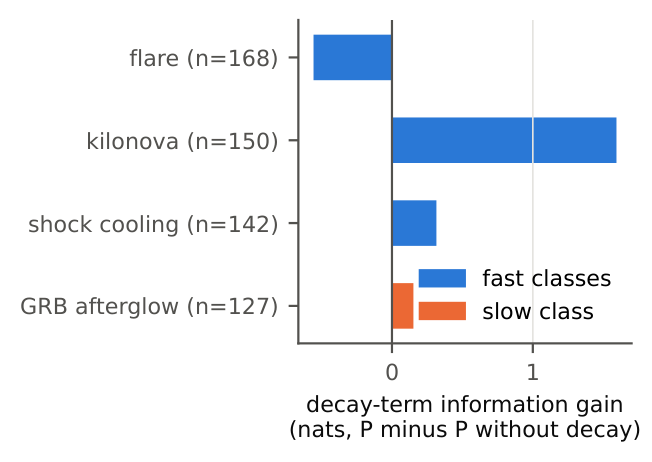 flare (n=168)
kilonova (n=150)
shock cooling (n=142)
GRB afterglow (n=127)
fast classes
slow class
0 1
decay-term information gain
(nats, P minus P without decay)